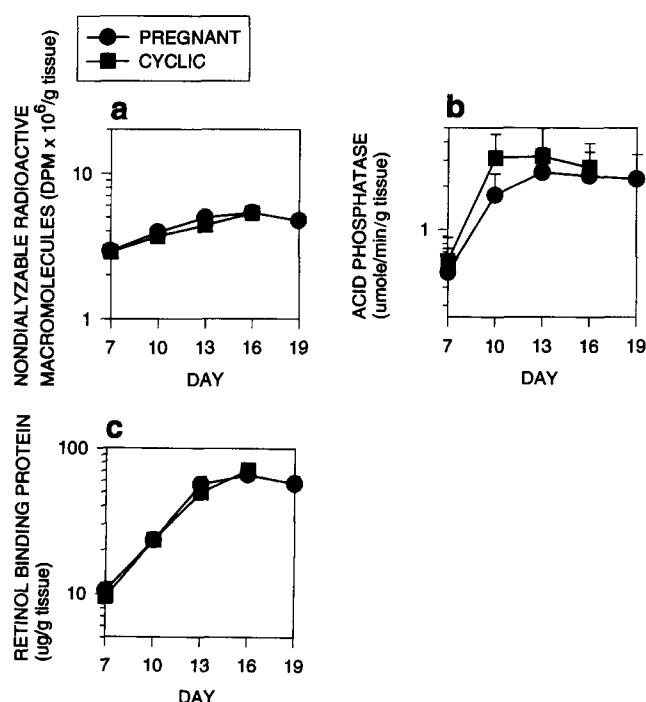 PREGNANT
CYCLIC
a
NONDIALYZABLE RADIOACTIVE
MACROMOLECULES (DPM x 10⁶/g tissue)
10
1
7 10 13 16 19
DAY
b
ACID PHOSPHATASE
(umole/min/g tissue)
1
7 10 13 16 19
DAY
c
RETINOL BINDING PROTEIN
(ug/g tissue)
100
10
7 10 13 16 19
DAY